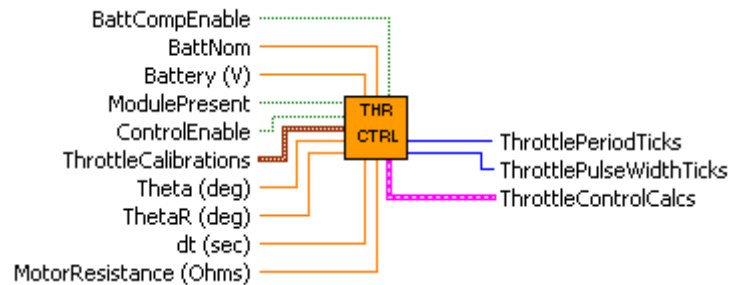 BattCompEnable
BattNom
Battery (V)
ModulePresent
ControlEnable
ThrottleCalibrations
Theta (deg)
ThetaR (deg)
dt (sec)
MotorResistance (Ohms)
THR
CTRL
ThrottlePeriodTicks
ThrottlePulseWidthTicks
ThrottleControlCalcs